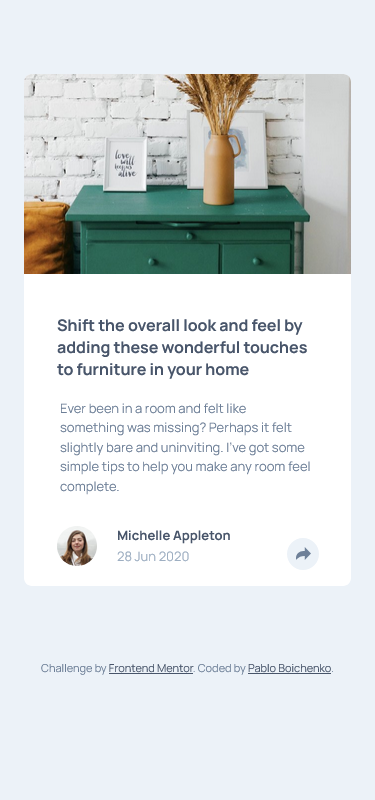 love
will
begins
alive
Shift the overall look and feel by
adding these wonderful touches
to furniture in your home
Ever been in a room and felt like
something was missing? Perhaps it felt
slightly bare and uninviting. I've got some
simple tips to help you make any room feel
complete.
Michelle Appleton
28 Jun 2020
Challenge by Frontend Mentor. Coded by Pablo Boichenko.